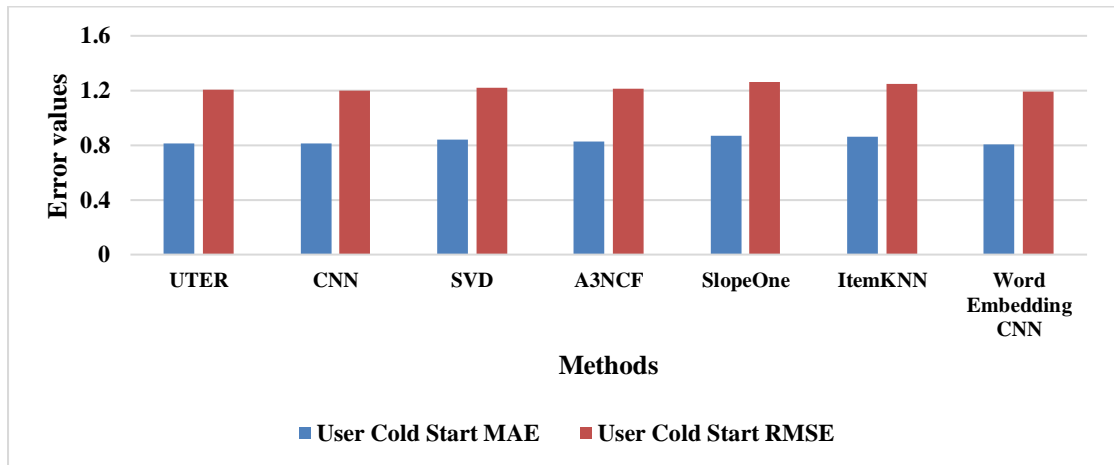 1.6
1.2
0.8
0.4
0
Error values
UTER
CNN
SVD
A3NCF
SlopeOne
ItemKNN
Word
Embedding
CNN
Methods
User Cold Start MAE
User Cold Start RMSE